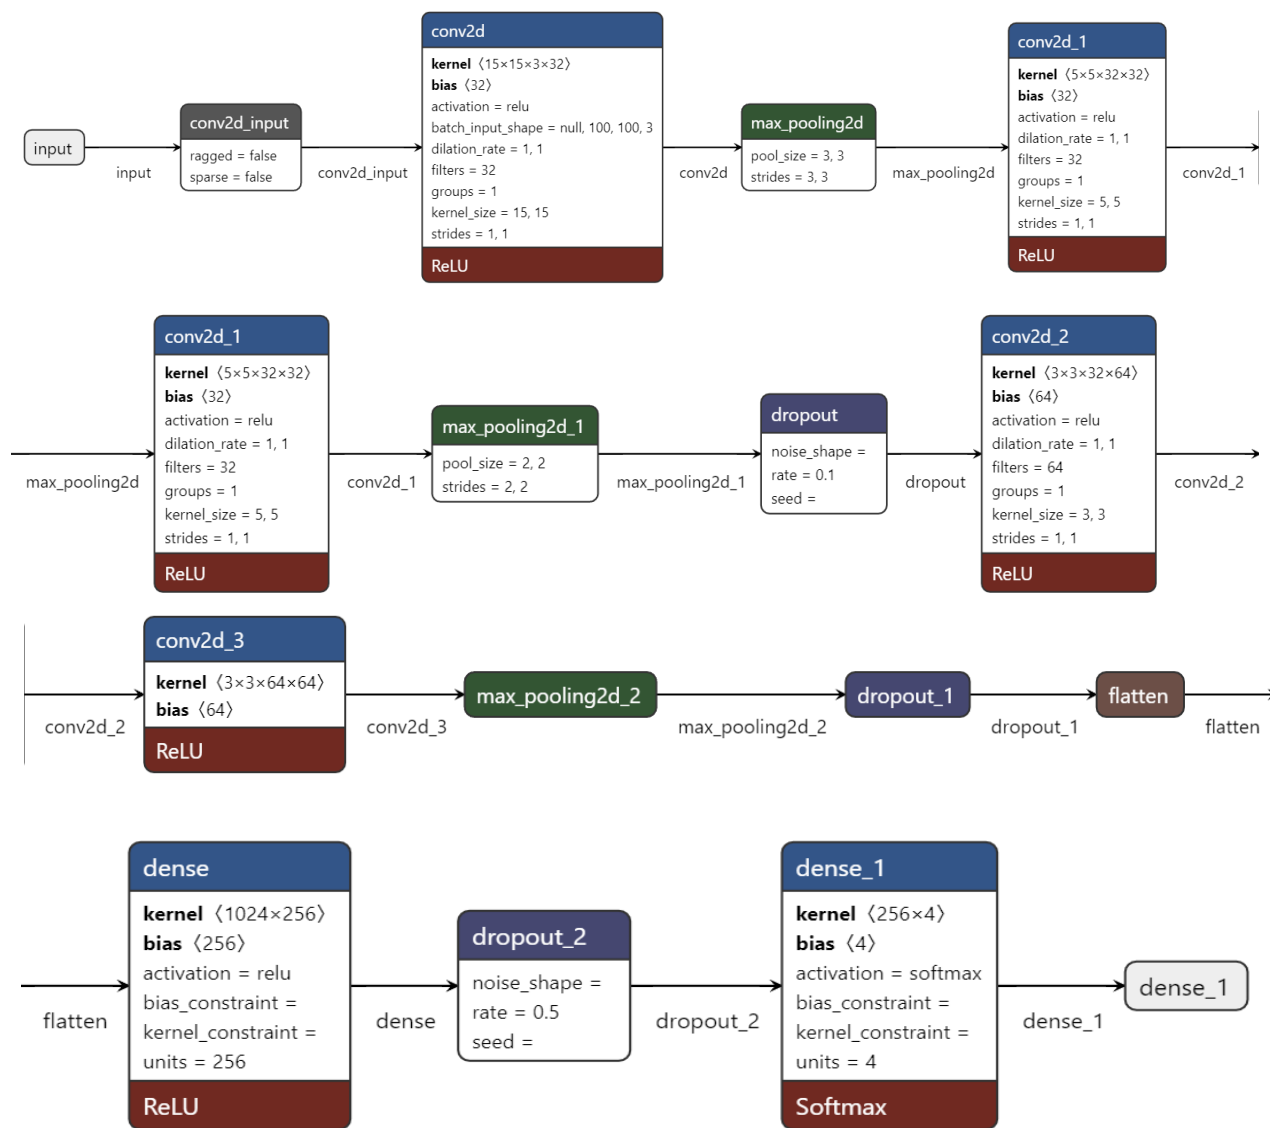 input
input
conv2d_input
ragged = false
sparse = false
conv2d_input
conv2d
kernel 〈15×15×3×32〉
bias 〈32〉
activation = relu
batch_input_shape = null, 100, 100, 3
dilation_rate = 1, 1
filters = 32
groups = 1
kernel_size = 15, 15
strides = 1, 1
ReLU
conv2d
max_pooling2d
pool_size = 3, 3
strides = 3, 3
max_pooling2d
conv2d_1
kernel 〈5×5×32×32〉
bias 〈32〉
activation = relu
dilation_rate = 1, 1
filters = 32
groups = 1
kernel_size = 5, 5
strides = 1, 1
ReLU
conv2d_1
max_pooling2d
conv2d_1
kernel 〈5×5×32×32〉
bias 〈32〉
activation = relu
dilation_rate = 1, 1
filters = 32
groups = 1
kernel_size = 5, 5
strides = 1, 1
ReLU
conv2d_1
max_pooling2d_1
pool_size = 2, 2
strides = 2, 2
max_pooling2d_1
dropout
noise_shape =
rate = 0.1
seed =
dropout
conv2d_2
kernel 〈3×3×32×64〉
bias 〈64〉
activation = relu
dilation_rate = 1, 1
filters = 64
groups = 1
kernel_size = 3, 3
strides = 1, 1
ReLU
conv2d_2
conv2d_2
conv2d_3
kernel 〈3×3×64×64〉
bias 〈64〉
ReLU
conv2d_3
max_pooling2d_2
max_pooling2d_2
dropout_1
dropout_1
flatten
flatten
flatten
dense
kernel 〈1024×256〉
bias 〈256〉
activation = relu
bias_constraint =
kernel_constraint =
units = 256
ReLU
dense
dropout_2
noise_shape =
rate = 0.5
seed =
dropout_2
dense_1
kernel 〈256×4〉
bias 〈4〉
activation = softmax
bias_constraint =
kernel_constraint =
units = 4
Softmax
dense_1
dense_1